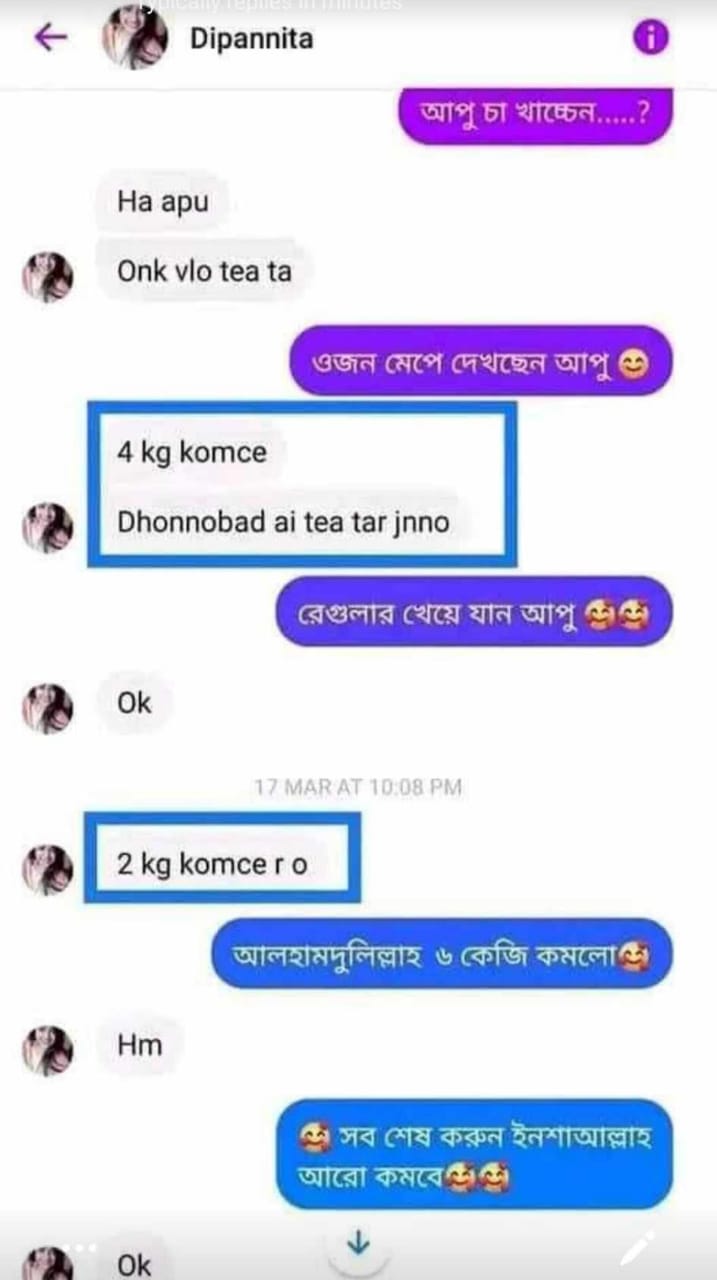 Typically replies in minutes
Dipannita
আপু চা খাচ্ছেন.....?
Ha apu
Onk vlo tea ta
ওজন মেপে দেখছেন আপু 😊
4 kg komce
Dhonnobad ai tea tar jnno
রেগুলার খেয়ে যান আপু 🥰🥰
Ok
17 MAR AT 10:08 PM
2 kg komce r o
আলহামদুলিল্লাহ ৬ কেজি কমলো🥰
Hm
🥰 সব শেষ করুন ইনশাআল্লাহ
আরো কমবে🥰🥰
Ok